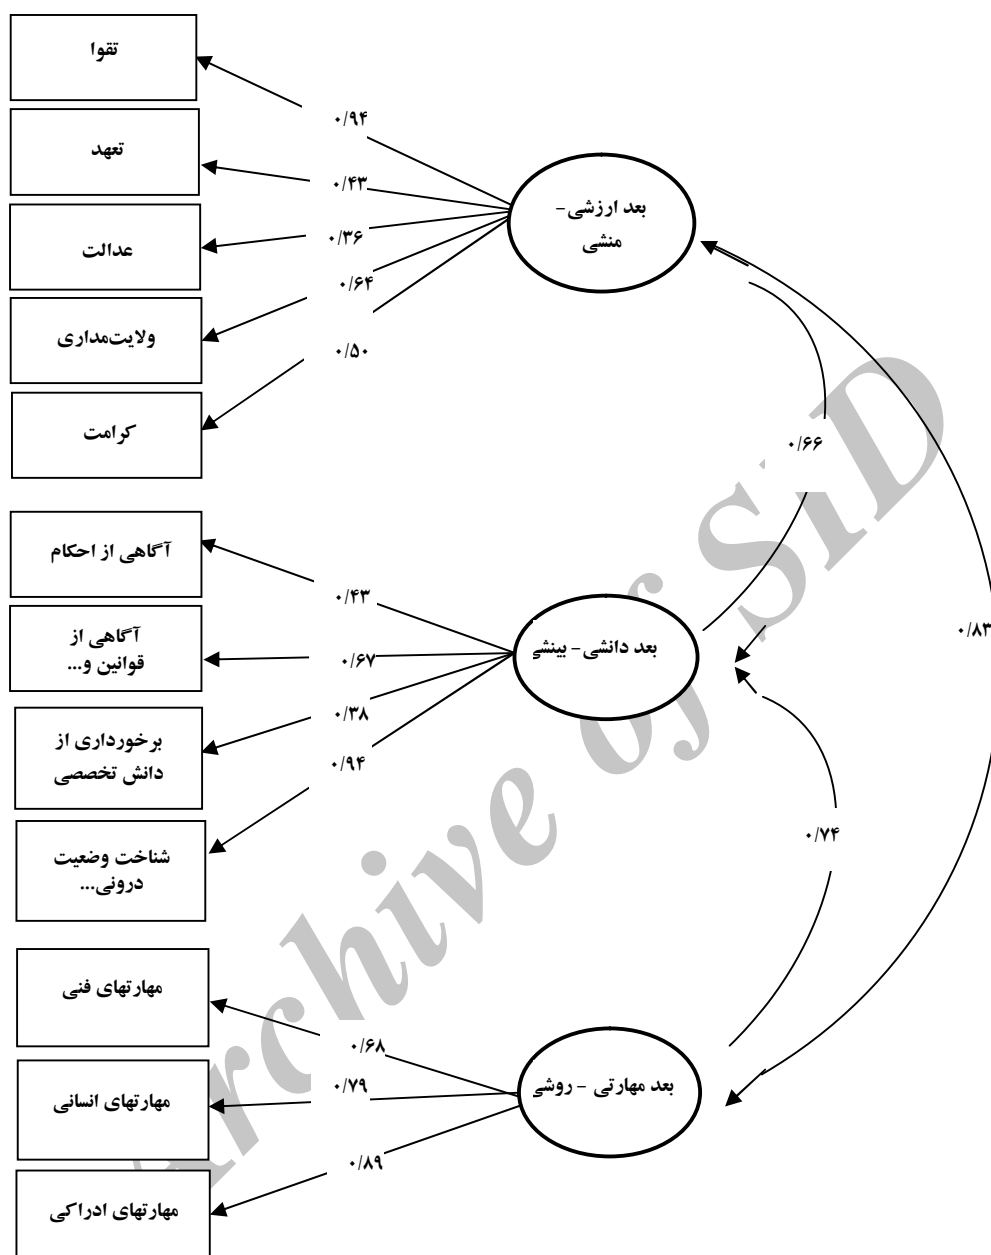 تقوا
۰/۹۴
تعهد
۰/۴۳
بعد ارزشی-
منشی
۰/۳۶
عدالت
۰/۶۴
ولایت‌مداری
۰/۵۰
کرامت
۰/۶۶
آگاهی از احکام
۰/۴۳
آگاهی از
قوانین و...
۰/۶۷
بعد دانشی- بینشی
۰/۸۳
۰/۳۸
برخورداری از
دانش تخصصی
۰/۹۴
شناخت وضعیت
درونی...
۰/۷۴
مهارتهای فنی
۰/۶۸
۰/۷۹
مهارتهای انسانی
بعد مهارتی - روشی
۰/۸۹
مهارتهای ادراکی
Archive of SID